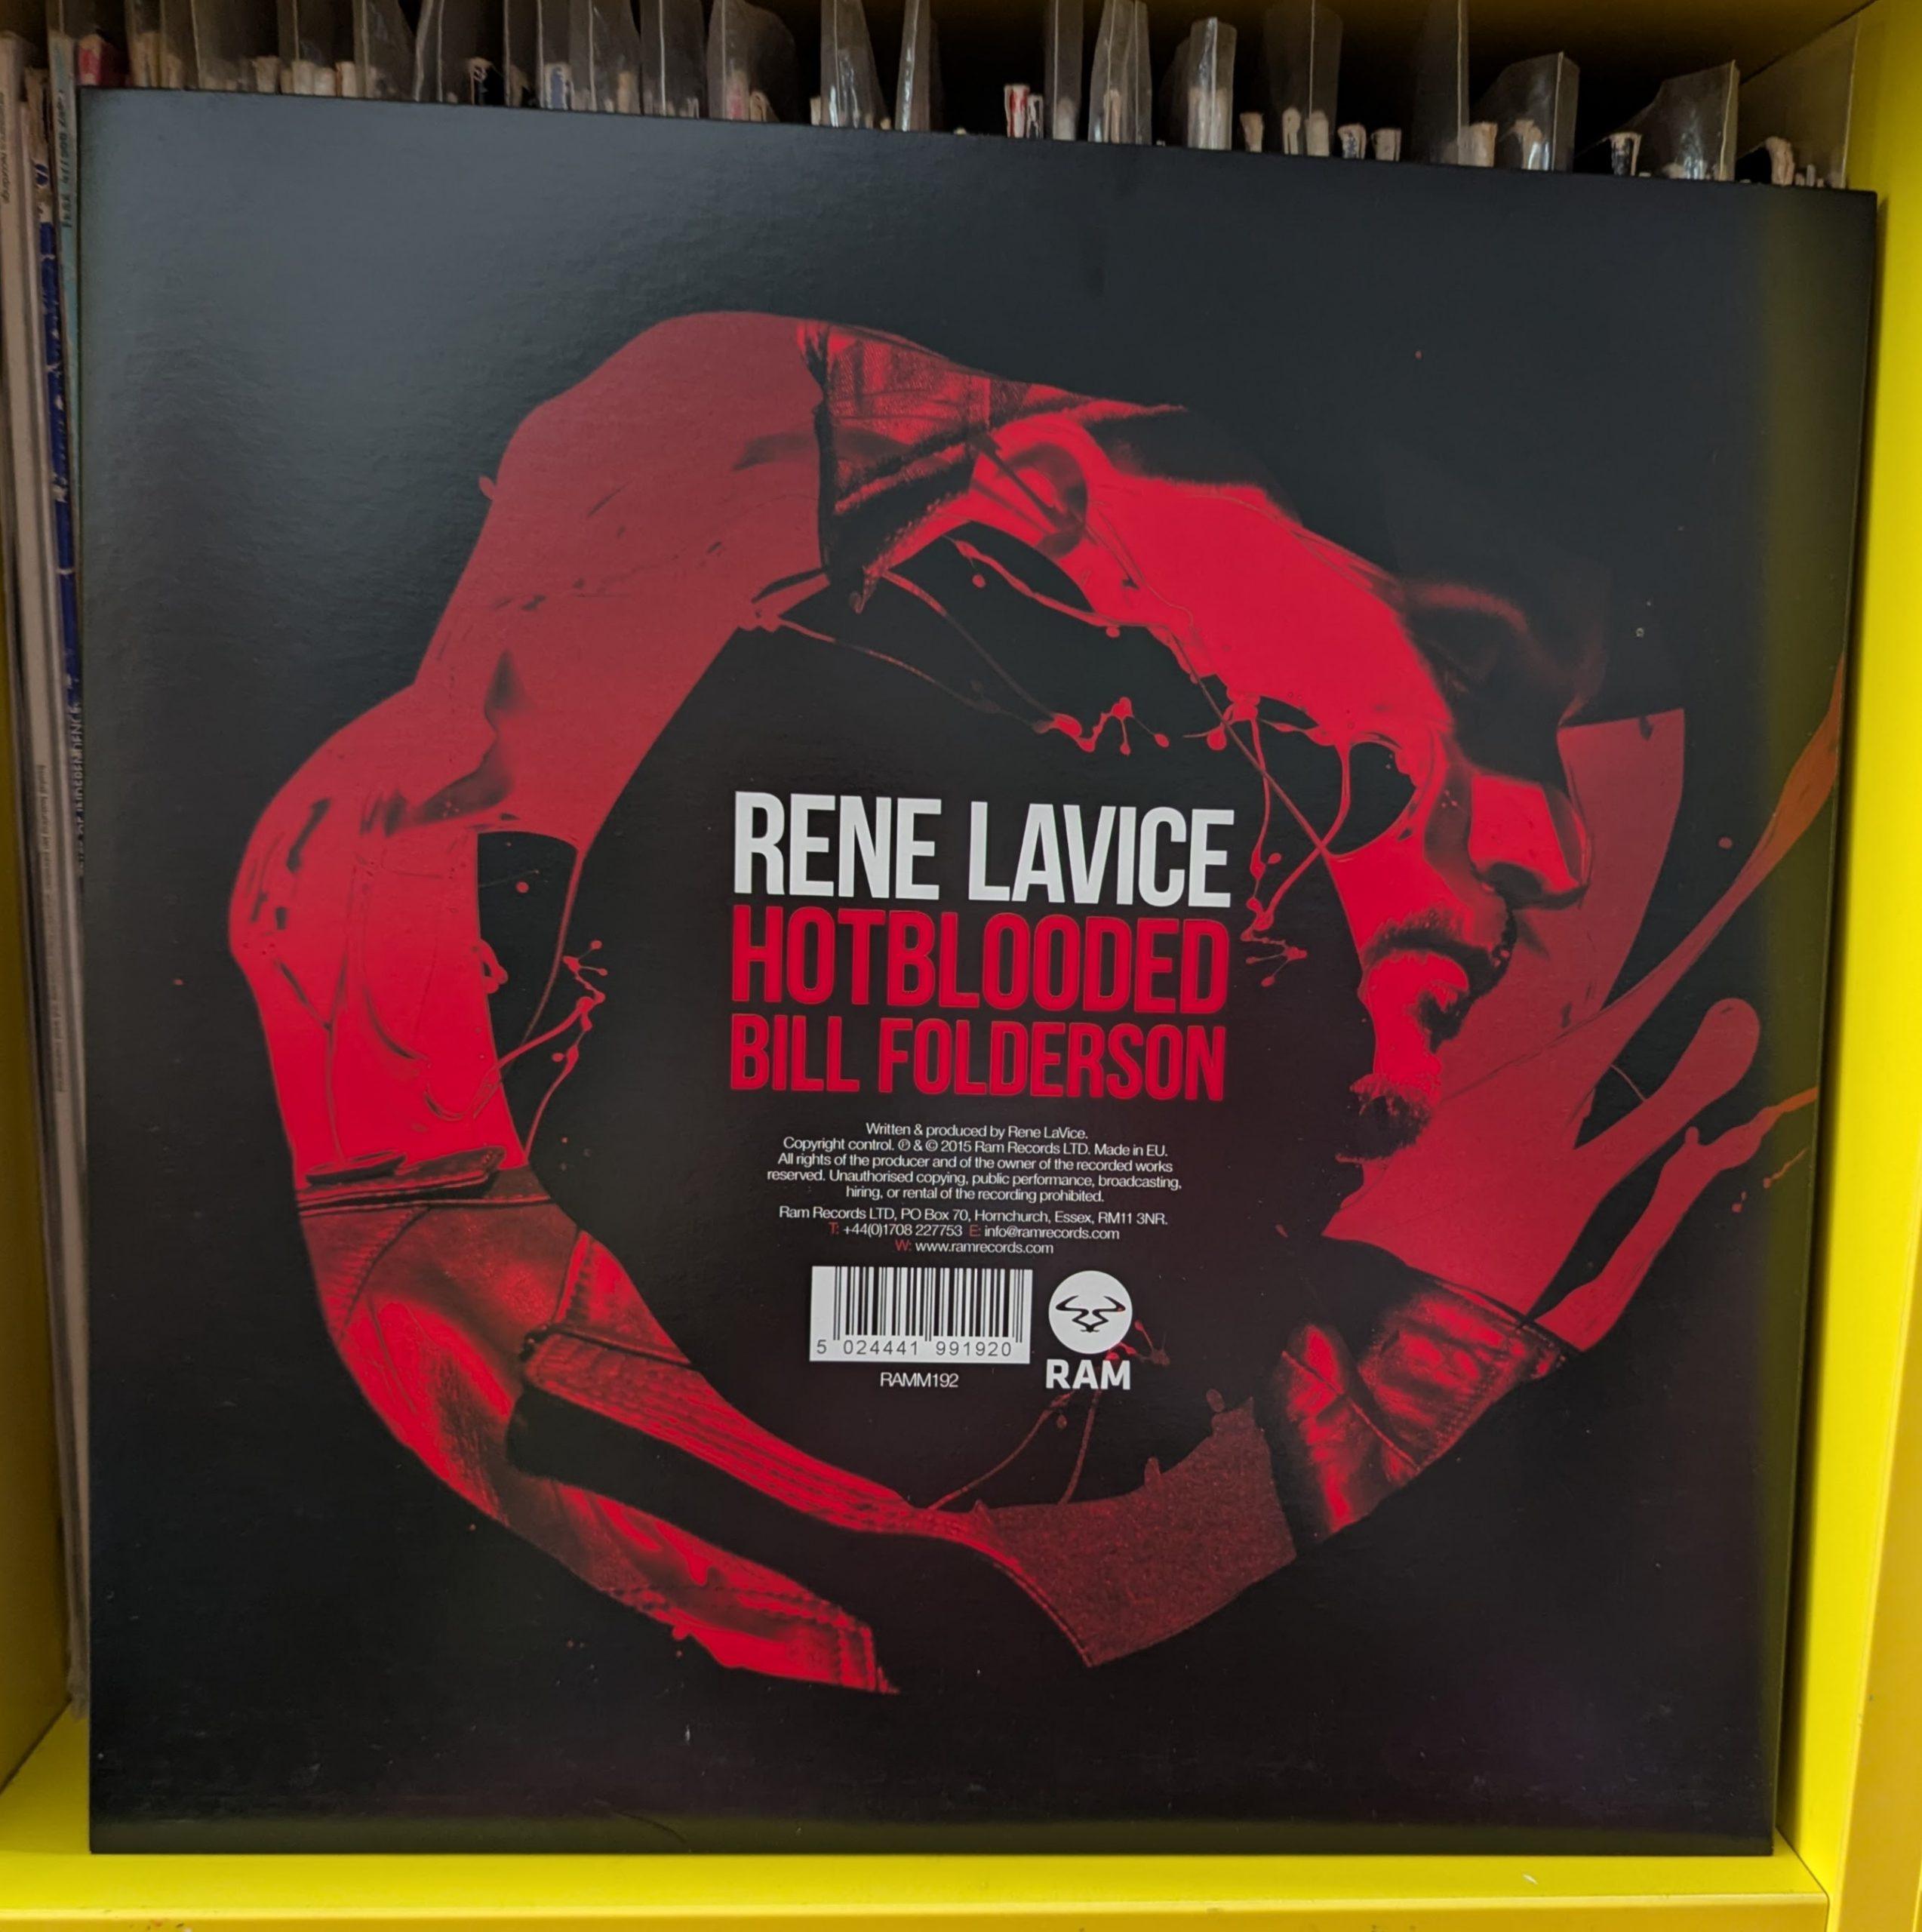 RENE LAVICE
HOTBLOODED
BILL FOLDERSON
Written & produced by Rene LaVice.
Copyright control. ℗ & © 2015 Ram Records LTD. Made in EU.
All rights of the producer and of the owner of the recorded works
reserved. Unauthorised copying, public performance, broadcasting,
hiring, or rental of the recording prohibited.
Ram Records LTD, PO Box 70, Hornchurch, Essex, RM11 3NR.
T: +44(0)1708 227753 E: info@ramrecords.com
W: www.ramrecords.com
5 024441 991920
RAMM192
RAM